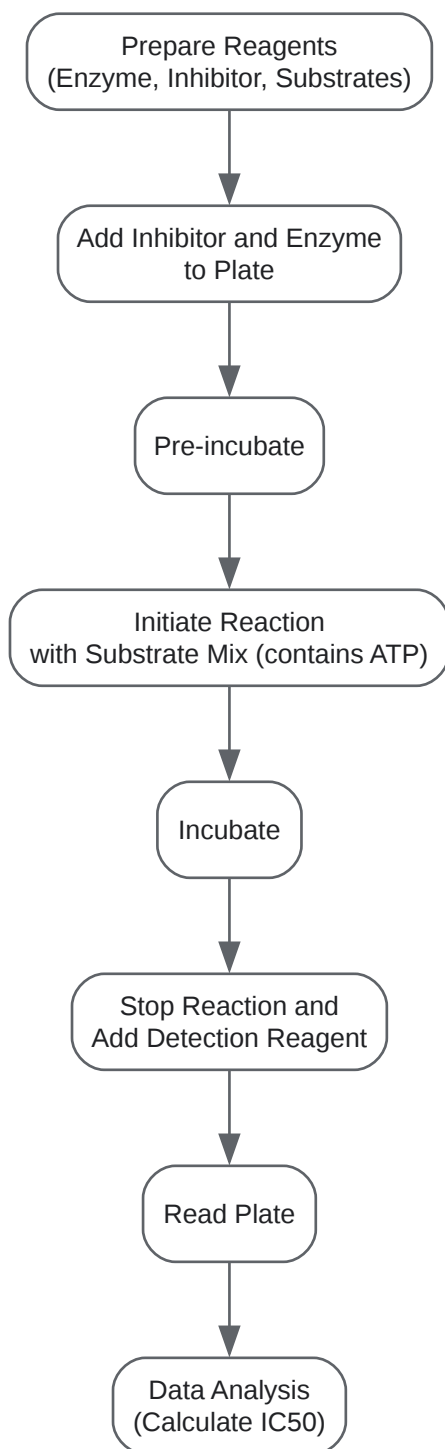 Prepare Reagents
(Enzyme, Inhibitor, Substrates)
Add Inhibitor and Enzyme
to Plate
Pre-incubate
Initiate Reaction
with Substrate Mix (contains ATP)
Incubate
Stop Reaction and
Add Detection Reagent
Read Plate
Data Analysis
(Calculate IC50)